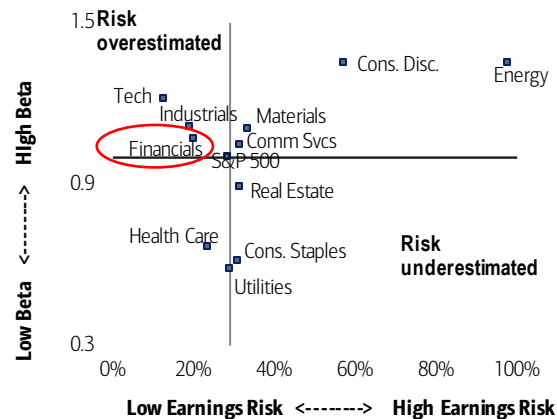 1.5
Risk
overestimated
Cons. Disc.
Energy
Tech
Industrials
Materials
Financials
Comm Svcs
S&P 500
0.9
Real Estate
Health Care
Cons. Staples
Risk
underestimated
Utilities
0.3
0% 20% 40% 60% 80% 100%
Low Beta <--------> HIgh Beta
Low Earnings Risk <--------> High Earnings Risk